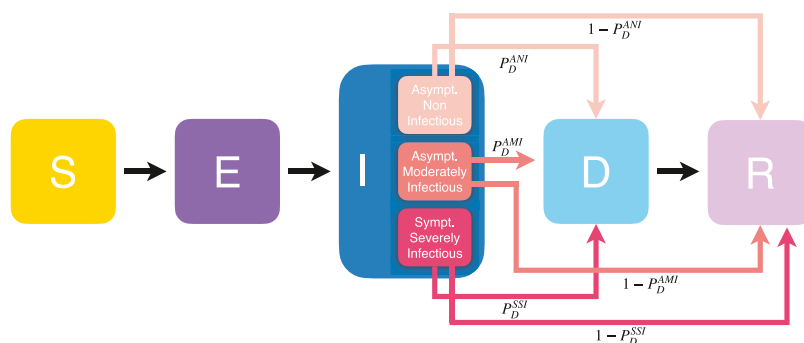 1 − P_D^{ANI}
P_D^{ANI}
S
E
I
Asympt.
Non
Infectious
Asympt.
Moderately
Infectious
Sympt.
Severely
Infectious
P_D^{AMI}
D
R
1 − P_D^{AMI}
P_D^{SSI}
1 − P_D^{SSI}